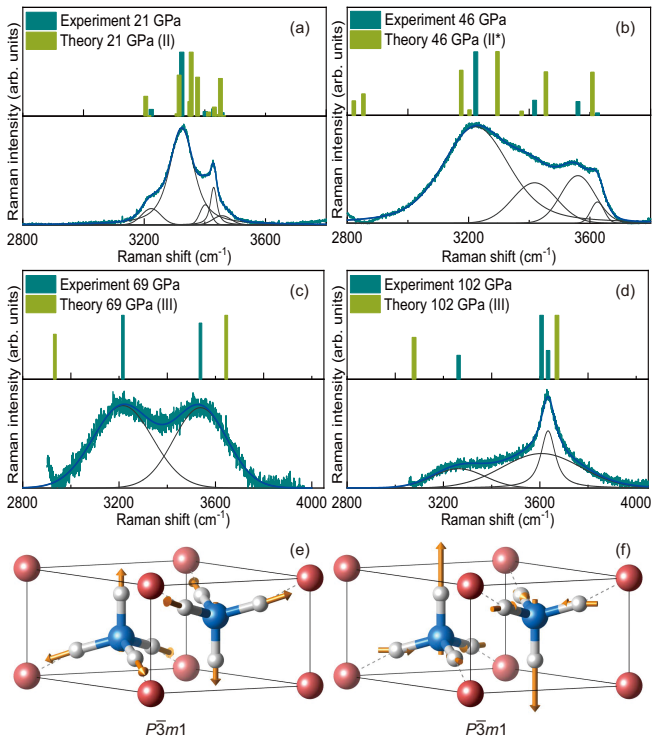 (a)
Experiment 21 GPa
Theory 21 GPa (II)
Raman intensity (arb. units)
2800 3200 3600
Raman shift (cm⁻¹)
(b)
Experiment 46 GPa
Theory 46 GPa (II*)
Raman intensity (arb. units)
2800 3200 3600
Raman shift (cm⁻¹)
(c)
Experiment 69 GPa
Theory 69 GPa (III)
Raman intensity (arb. units)
2800 3200 3600 4000
Raman shift (cm⁻¹)
(d)
Experiment 102 GPa
Theory 102 GPa (III)
Raman intensity (arb. units)
2800 3200 3600 4000
Raman shift (cm⁻¹)
(e)
P3̅m1
(f)
P3̅m1